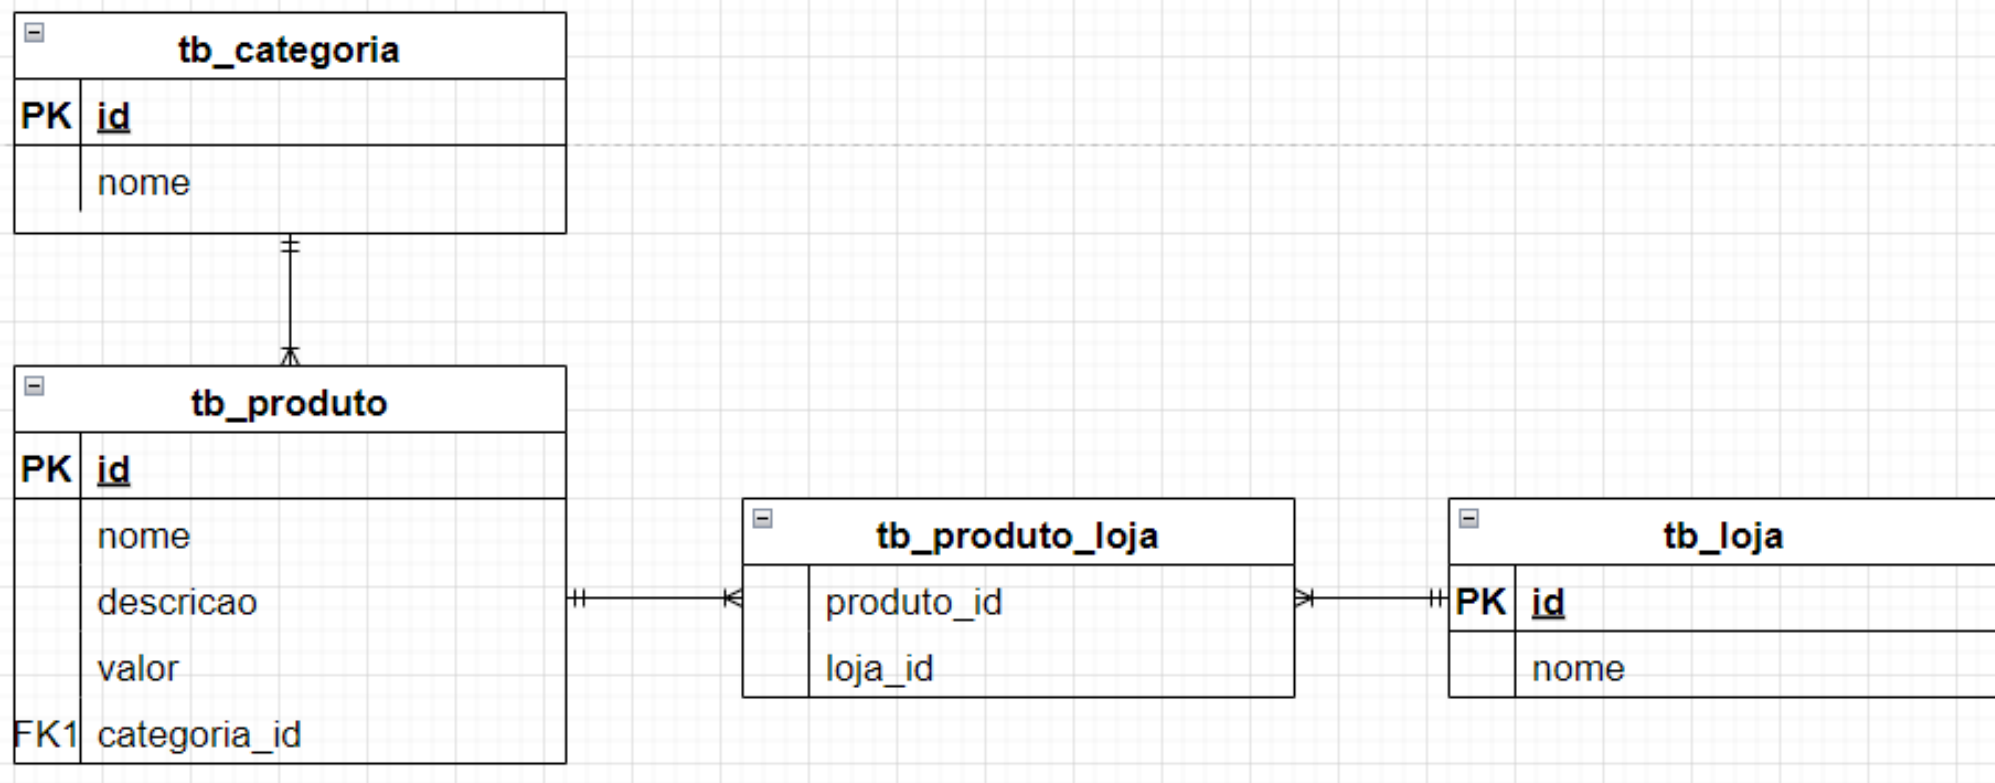 tb_categoria
PK id
nome
tb_produto
PK id
nome
descricao
valor
FK1 categoria_id
tb_produto_loja
produto_id
loja_id
tb_loja
PK id
nome